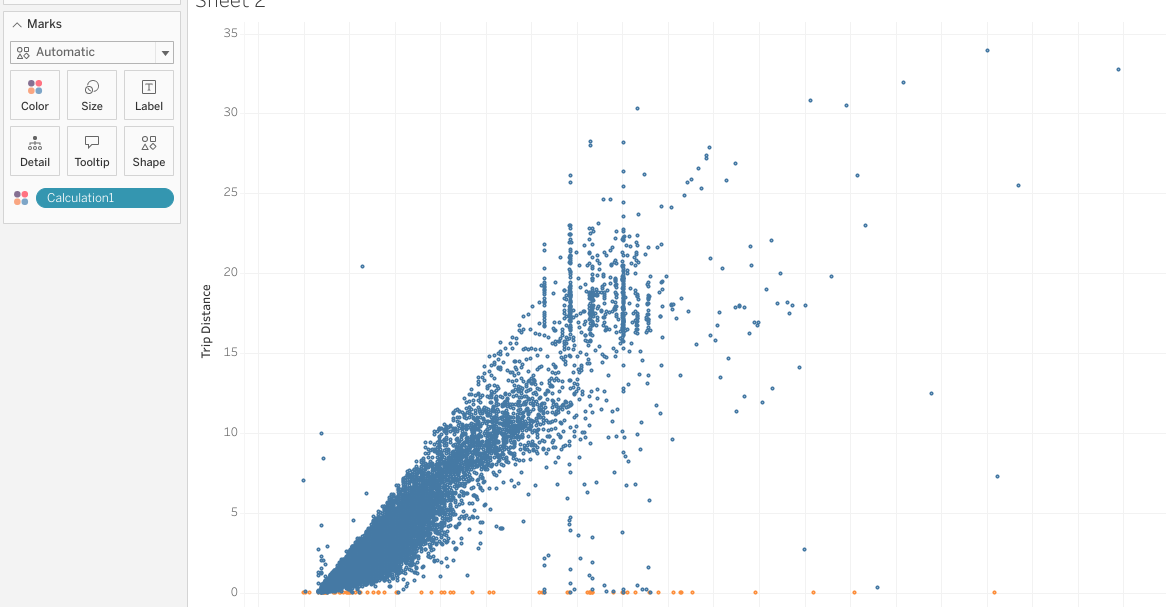 Sheet 2
Marks
Automatic
Color
Size
Label
Detail
Tooltip
Shape
Calculation1
Trip Distance
35
30
25
20
15
10
5
0